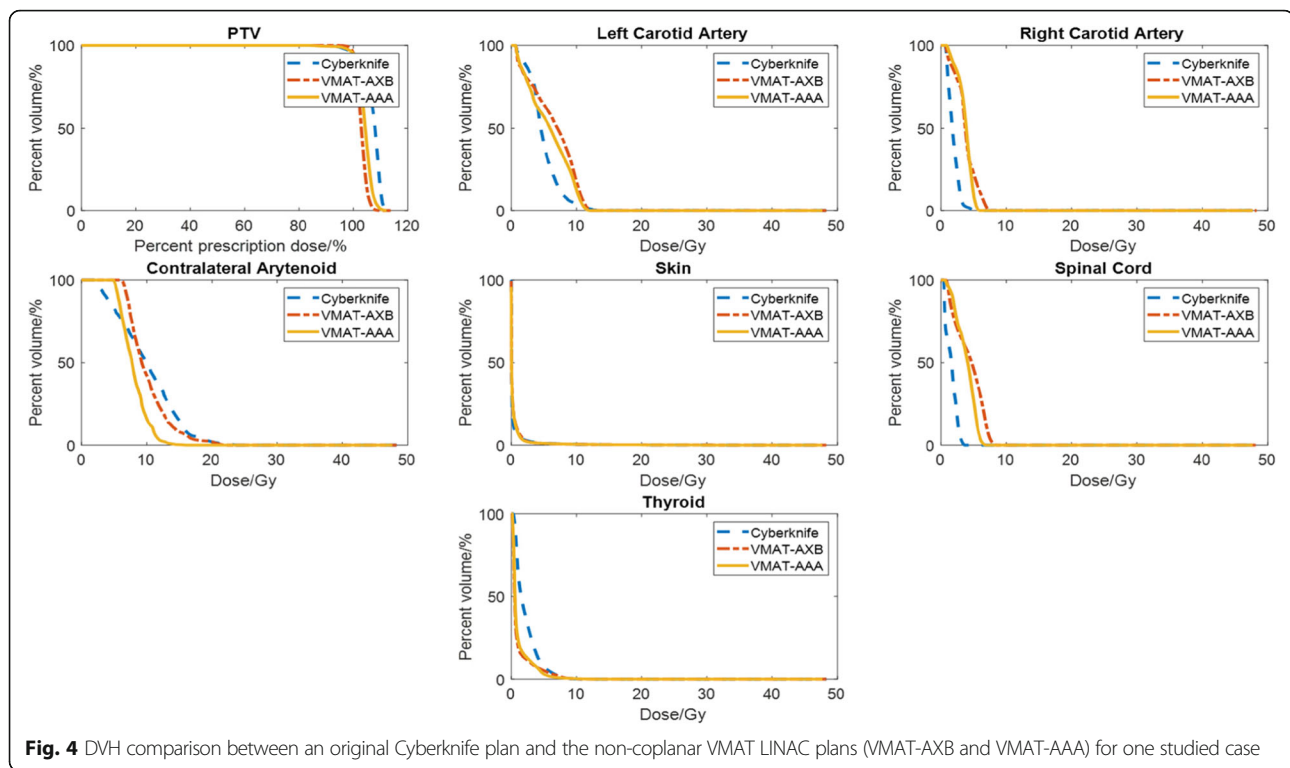 PTV
Percent volume/%
100
50
0
0 20 40 60 80 100 120
Percent prescription dose/%
Cyberknife
VMAT-AXB
VMAT-AAA
Left Carotid Artery
Percent volume/%
100
50
0
0 10 20 30 40 50
Dose/Gy
Cyberknife
VMAT-AXB
VMAT-AAA
Right Carotid Artery
Percent volume/%
100
50
0
0 10 20 30 40 50
Dose/Gy
Cyberknife
VMAT-AXB
VMAT-AAA
Contralateral Arytenoid
Percent volume/%
100
50
0
0 10 20 30 40 50
Dose/Gy
Cyberknife
VMAT-AXB
VMAT-AAA
Skin
Percent volume/%
100
50
0
0 10 20 30 40 50
Dose/Gy
Cyberknife
VMAT-AXB
VMAT-AAA
Spinal Cord
Percent volume/%
100
50
0
0 10 20 30 40 50
Dose/Gy
Cyberknife
VMAT-AXB
VMAT-AAA
Thyroid
Percent volume/%
100
50
0
0 10 20 30 40 50
Dose/Gy
Cyberknife
VMAT-AXB
VMAT-AAA
Fig. 4 DVH comparison between an original Cyberknife plan and the non-coplanar VMAT LINAC plans (VMAT-AXB and VMAT-AAA) for one studied case